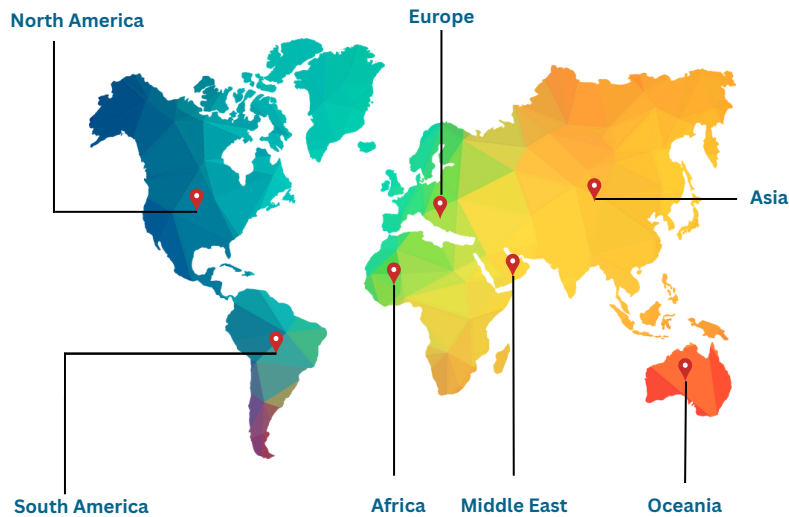 North America
Europe
Asia
South America
Africa
Middle East
Oceania